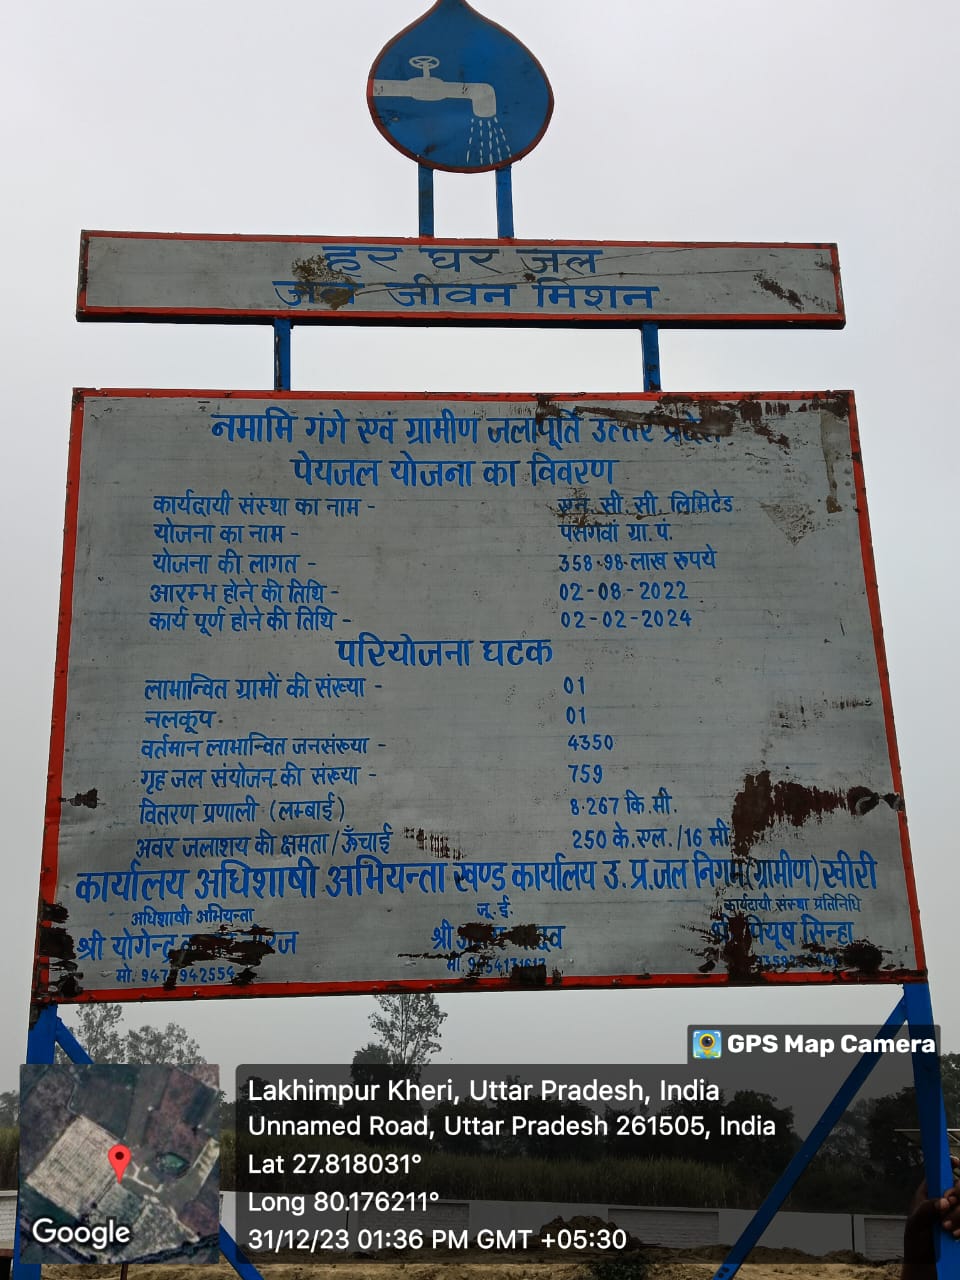 हर घर जल
जल जीवन मिशन
नमामि गंगे एवं ग्रामीण जलापूर्ति उत्तर प्रदेश
पेयजल योजना का विवरण
कार्यदायी संस्था का नाम - एन. सी. सी. लिमिटेड
योजना का नाम - पसगवां ग्रा.पं.
योजना की लागत - 358.98 लाख रूपये
आरम्भ होने की तिथि - 02-08-2022
कार्य पूर्ण होने की तिथि - 02-02-2024
परियोजना घटक
लाभान्वित ग्रामों की संख्या - 01
नलकूप - 01
वर्तमान लाभान्वित जनसंख्या - 4350
गृह जल संयोजन की संख्या - 759
वितरण प्रणाली (लम्बाई) 8.267 कि.मी.
अवर जलाशय की क्षमता/ऊँचाई 250 के.एल./16 मी.
कार्यालय अधिशाषी अभियन्ता खण्ड कार्यालय उ.प्र.जल निगम(ग्रामीण) खीरी
अधिशाषी अभियन्ता जू.ई. कार्यदायी संस्था प्रतिनिधि
श्री योगेन्द्र श्री श्री पियूष सिन्हा
मो. मो.
GPS Map Camera
Lakhimpur Kheri, Uttar Pradesh, India
Unnamed Road, Uttar Pradesh 261505, India
Lat 27.818031°
Long 80.176211°
31/12/23 01:36 PM GMT +05:30
Google